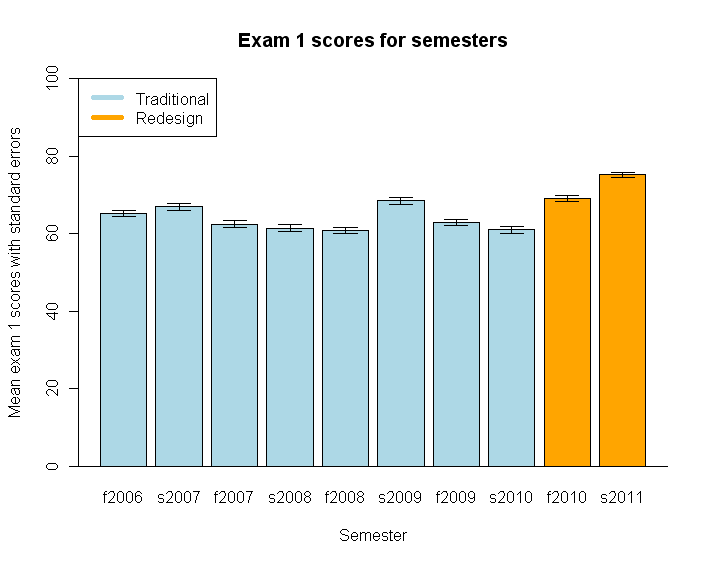 Exam 1 scores for semesters
Mean exam 1 scores with standard errors
100
80
60
40
20
0
Traditional
Redesign
f2006 s2007 f2007 s2008 f2008 s2009 f2009 s2010 f2010 s2011
Semester